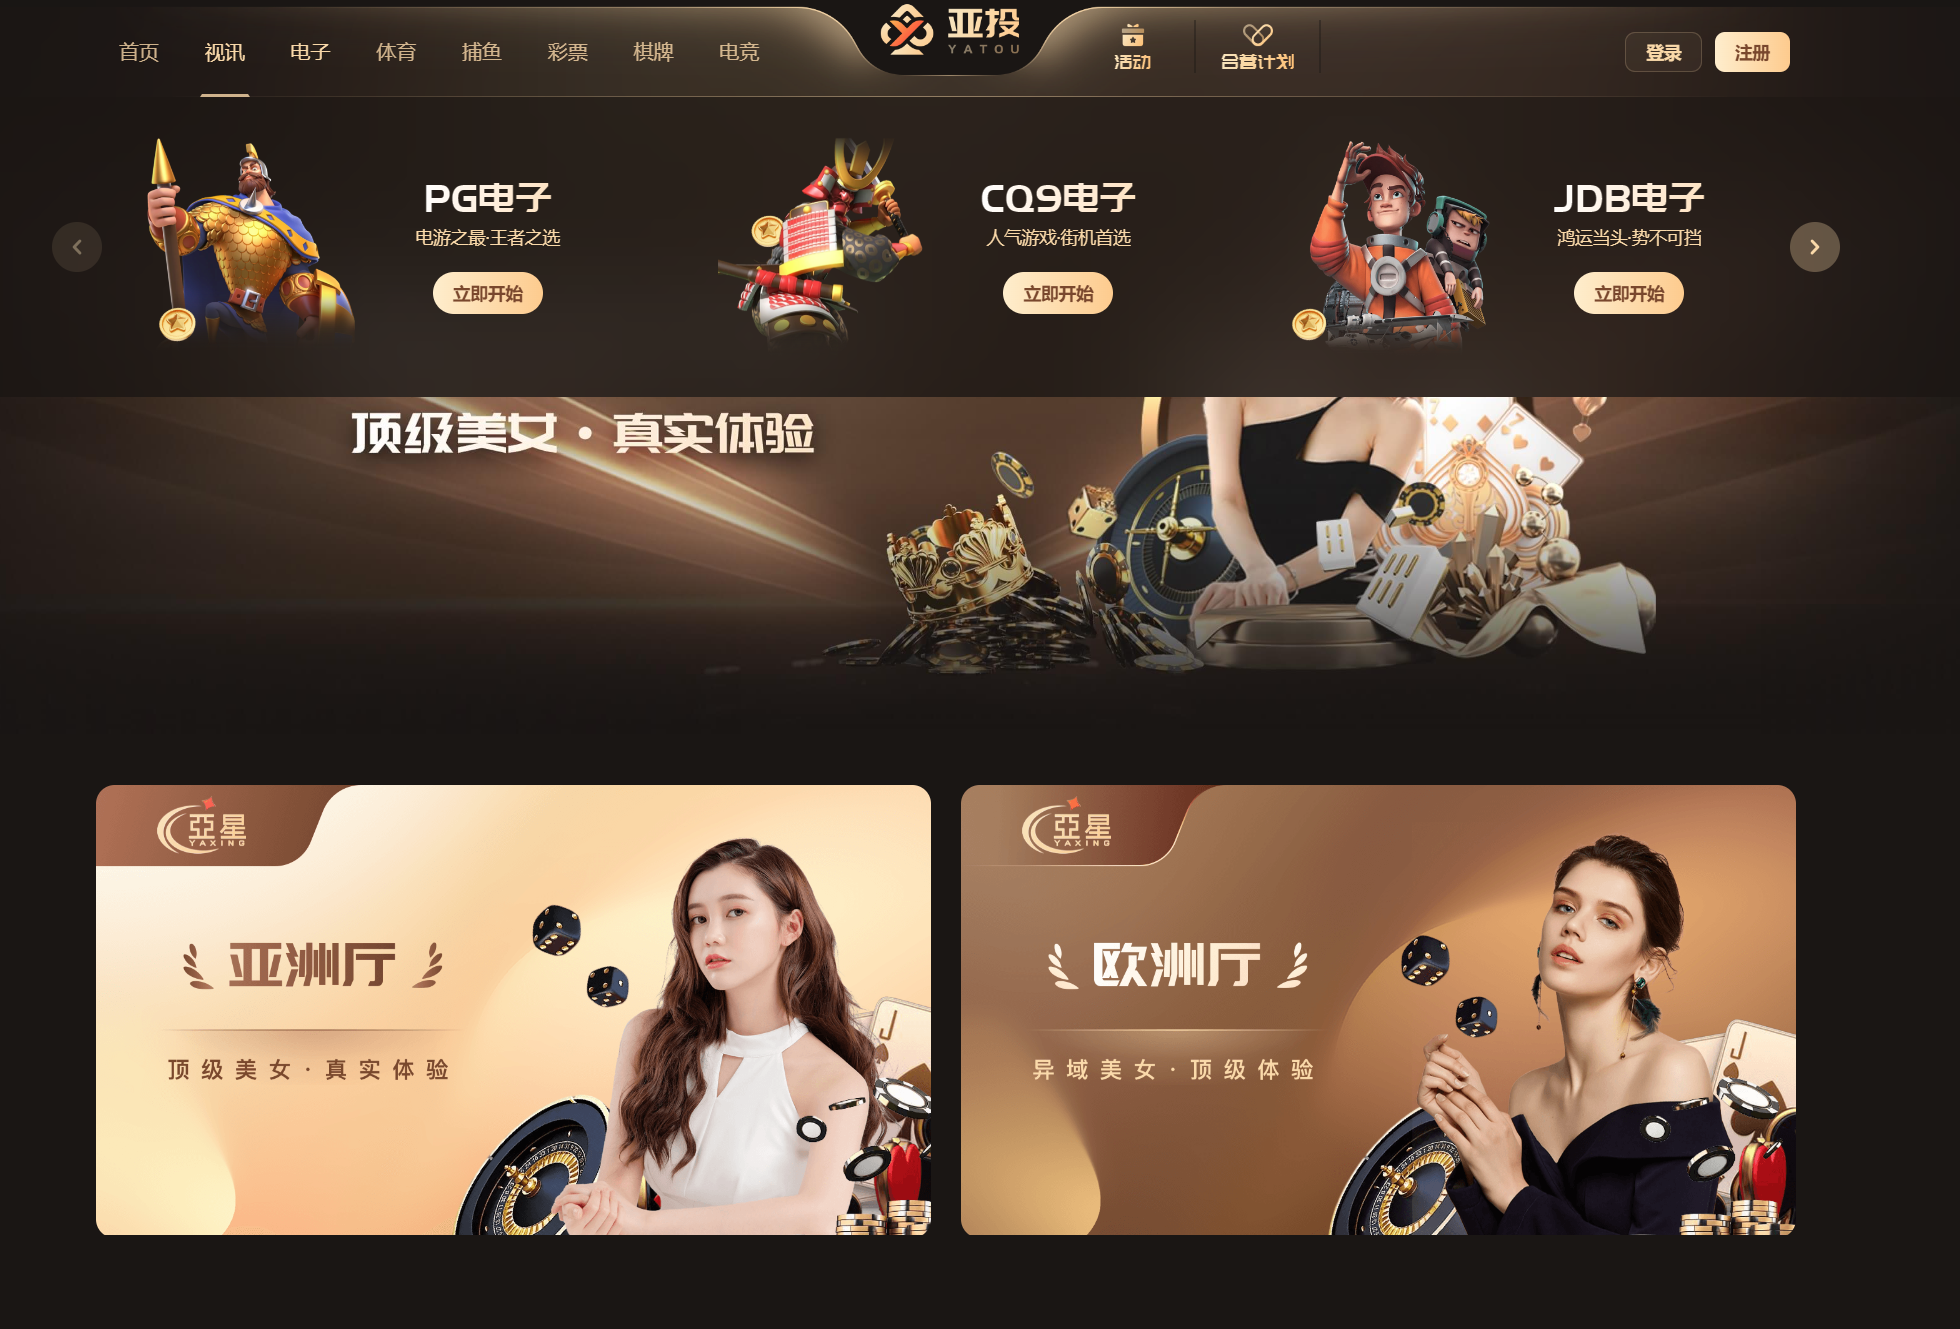 首页 视讯 电子 体育 捕鱼 彩票 棋牌 电竞
亚投
YATOU
活动
合营计划
登录
注册
PG电子
电游之最·王者之选
立即开始
CQ9电子
人气游戏·街机首选
立即开始
JDB电子
鸿运当头·势不可挡
立即开始
顶级美女·真实体验
亞星
YAXING
亚洲厅
顶级美女·真实体验
J
亞星
YAXING
欧洲厅
异域美女·顶级体验
J